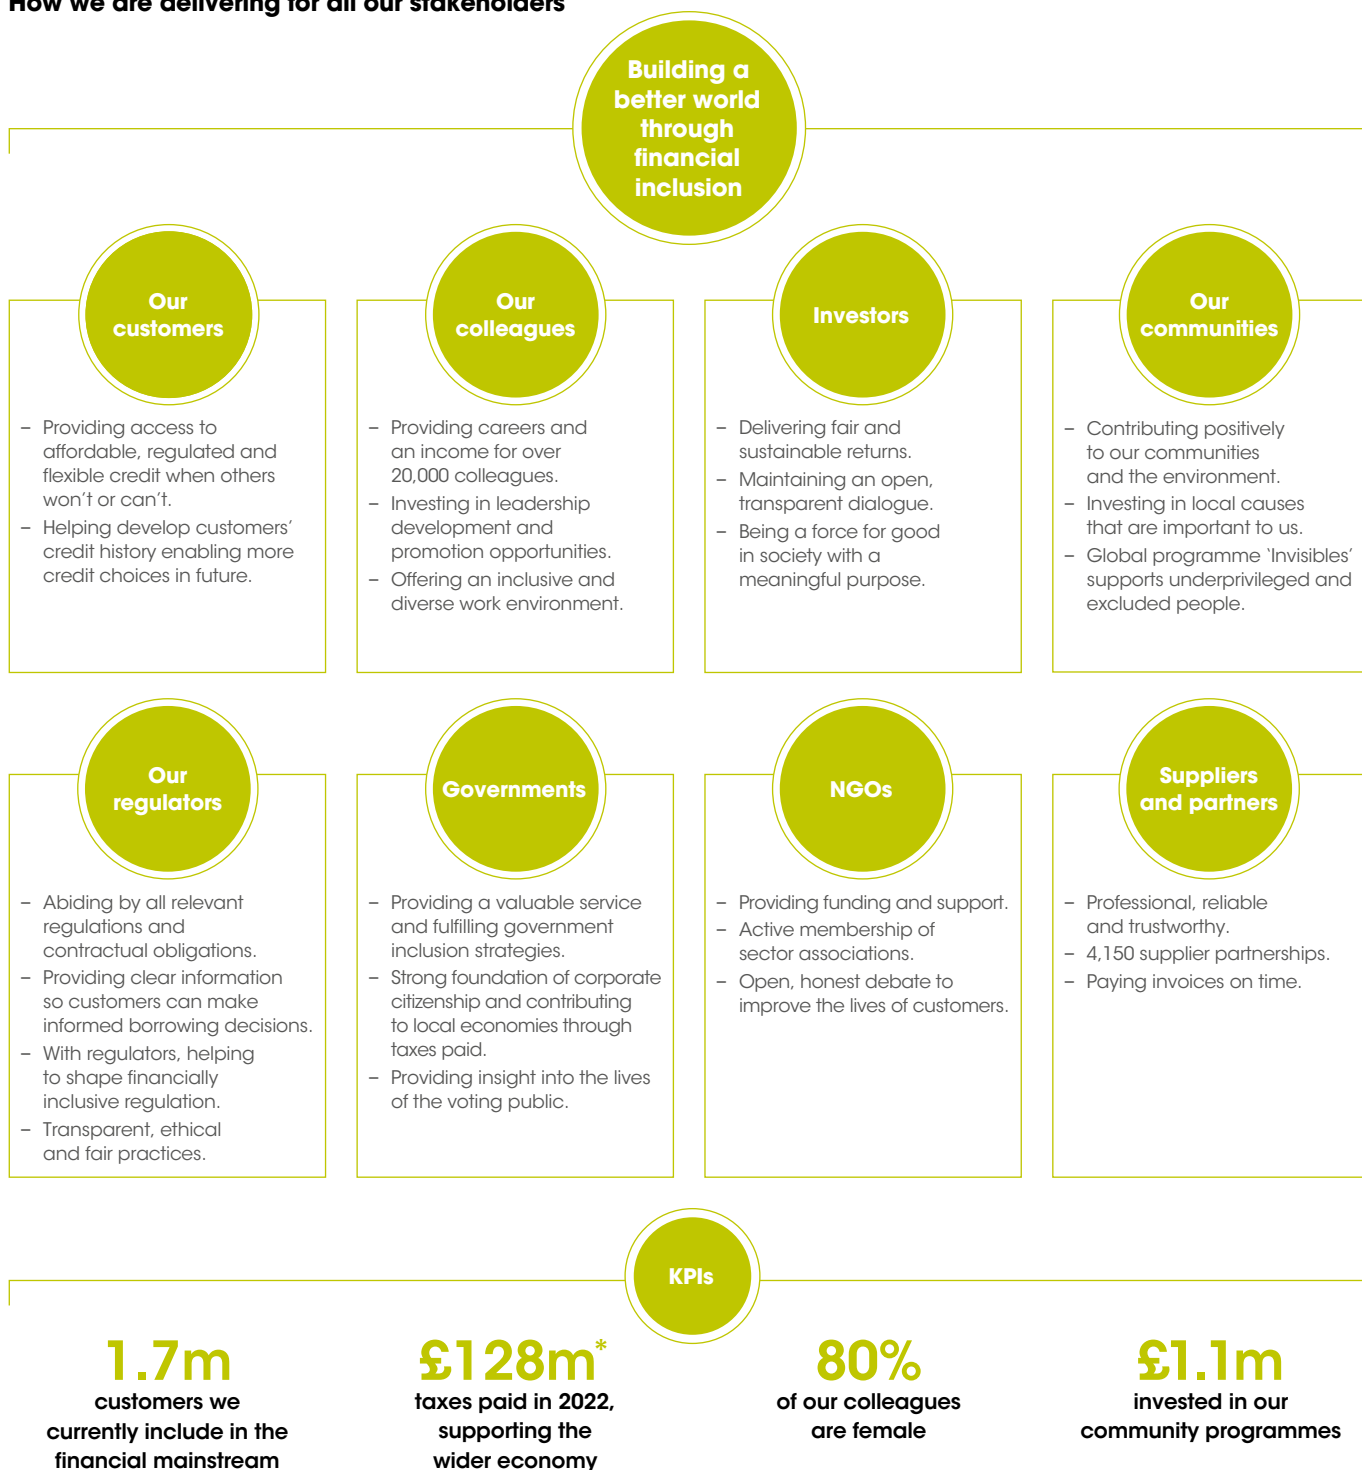 How we are delivering for all our stakeholders
Building a
better world
through
financial
inclusion
Our
customers
– Providing access to
affordable, regulated and
flexible credit when others
won’t or can’t.
– Helping develop customers’
credit history enabling more
credit choices in future.
Our
colleagues
– Providing careers and
an income for over
20,000 colleagues.
– Investing in leadership
development and
promotion opportunities.
– Offering an inclusive and
diverse work environment.
Investors
– Delivering fair and
sustainable returns.
– Maintaining an open,
transparent dialogue.
– Being a force for good
in society with a
meaningful purpose.
Our
communities
– Contributing positively
to our communities
and the environment.
– Investing in local causes
that are important to us.
– Global programme ‘Invisibles’
supports underprivileged and
excluded people.
Our
regulators
– Abiding by all relevant
regulations and
contractual obligations.
– Providing clear information
so customers can make
informed borrowing decisions.
– With regulators, helping
to shape financially
inclusive regulation.
– Transparent, ethical
and fair practices.
Governments
– Providing a valuable service
and fulfilling government
inclusion strategies.
– Strong foundation of corporate
citizenship and contributing
to local economies through
taxes paid.
– Providing insight into the lives
of the voting public.
NGOs
– Providing funding and support.
– Active membership of
sector associations.
– Open, honest debate to
improve the lives of customers.
Suppliers
and partners
– Professional, reliable
and trustworthy.
– 4,150 supplier partnerships.
– Paying invoices on time.
KPIs
1.7m
customers we
currently include in the
financial mainstream
£128m*
taxes paid in 2022,
supporting the
wider economy
80%
of our colleagues
are female
£1.1m
invested in our
community programmes